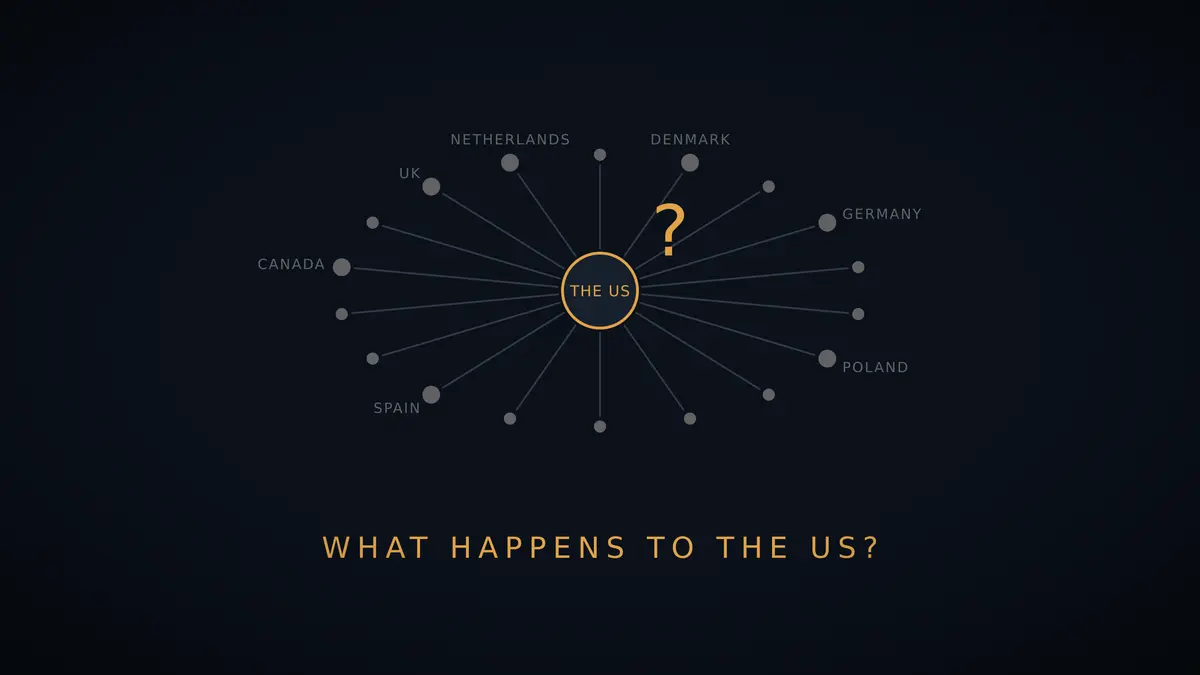 NETHERLANDS
DENMARK
UK
GERMANY
?
CANADA
THE US
POLAND
SPAIN
WHAT HAPPENS TO THE US?